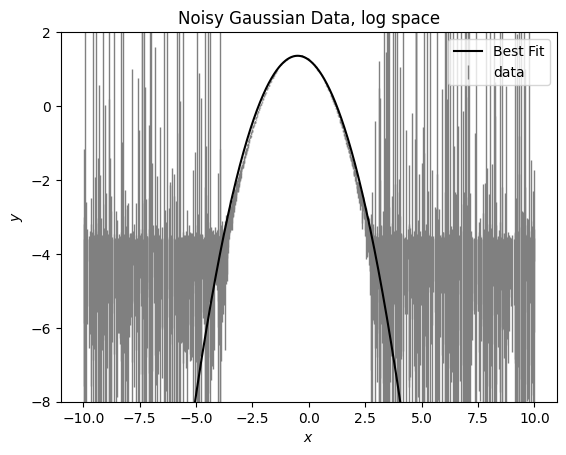 Noisy Gaussian Data, log space
Best Fit
data
y
2
0
−2
−4
−6
−8
−10.0 −7.5 −5.0 −2.5 0.0 2.5 5.0 7.5 10.0
x